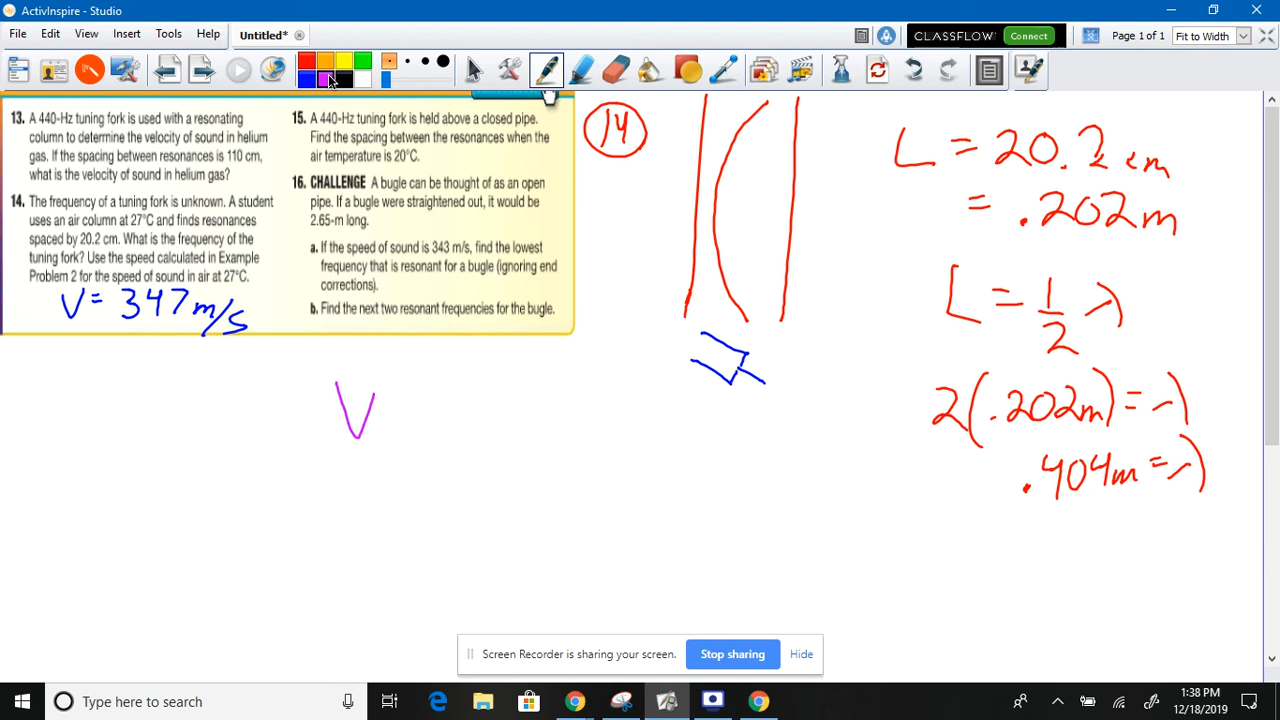 ActivInspire - Studio
File Edit View Insert Tools Help Untitled* CLASSFLOW Connect Page 1 of 1 Fit to Width
13. A 440-Hz tuning fork is used with a resonating
column to determine the velocity of sound in helium
gas. If the spacing between resonances is 110 cm,
what is the velocity of sound in helium gas?
14. The frequency of a tuning fork is unknown. A student
uses an air column at 27°C and finds resonances
spaced by 20.2 cm. What is the frequency of the
tuning fork? Use the speed calculated in Example
Problem 2 for the speed of sound in air at 27°C.
V = 347 m/s
15. A 440-Hz tuning fork is held above a closed pipe.
Find the spacing between the resonances when the
air temperature is 20°C.
16. CHALLENGE A bugle can be thought of as an open
pipe. If a bugle were straightened out, it would be
2.65-m long.
a. If the speed of sound is 343 m/s, find the lowest
frequency that is resonant for a bugle (ignoring end
corrections).
b. Find the next two resonant frequencies for the bugle.
14
L = 20.2 cm
= .202m
L = 1/2 λ
2(.202m) = λ
.404m = λ
V
Screen Recorder is sharing your screen. Stop sharing Hide
Type here to search
1:38 PM
12/18/2019